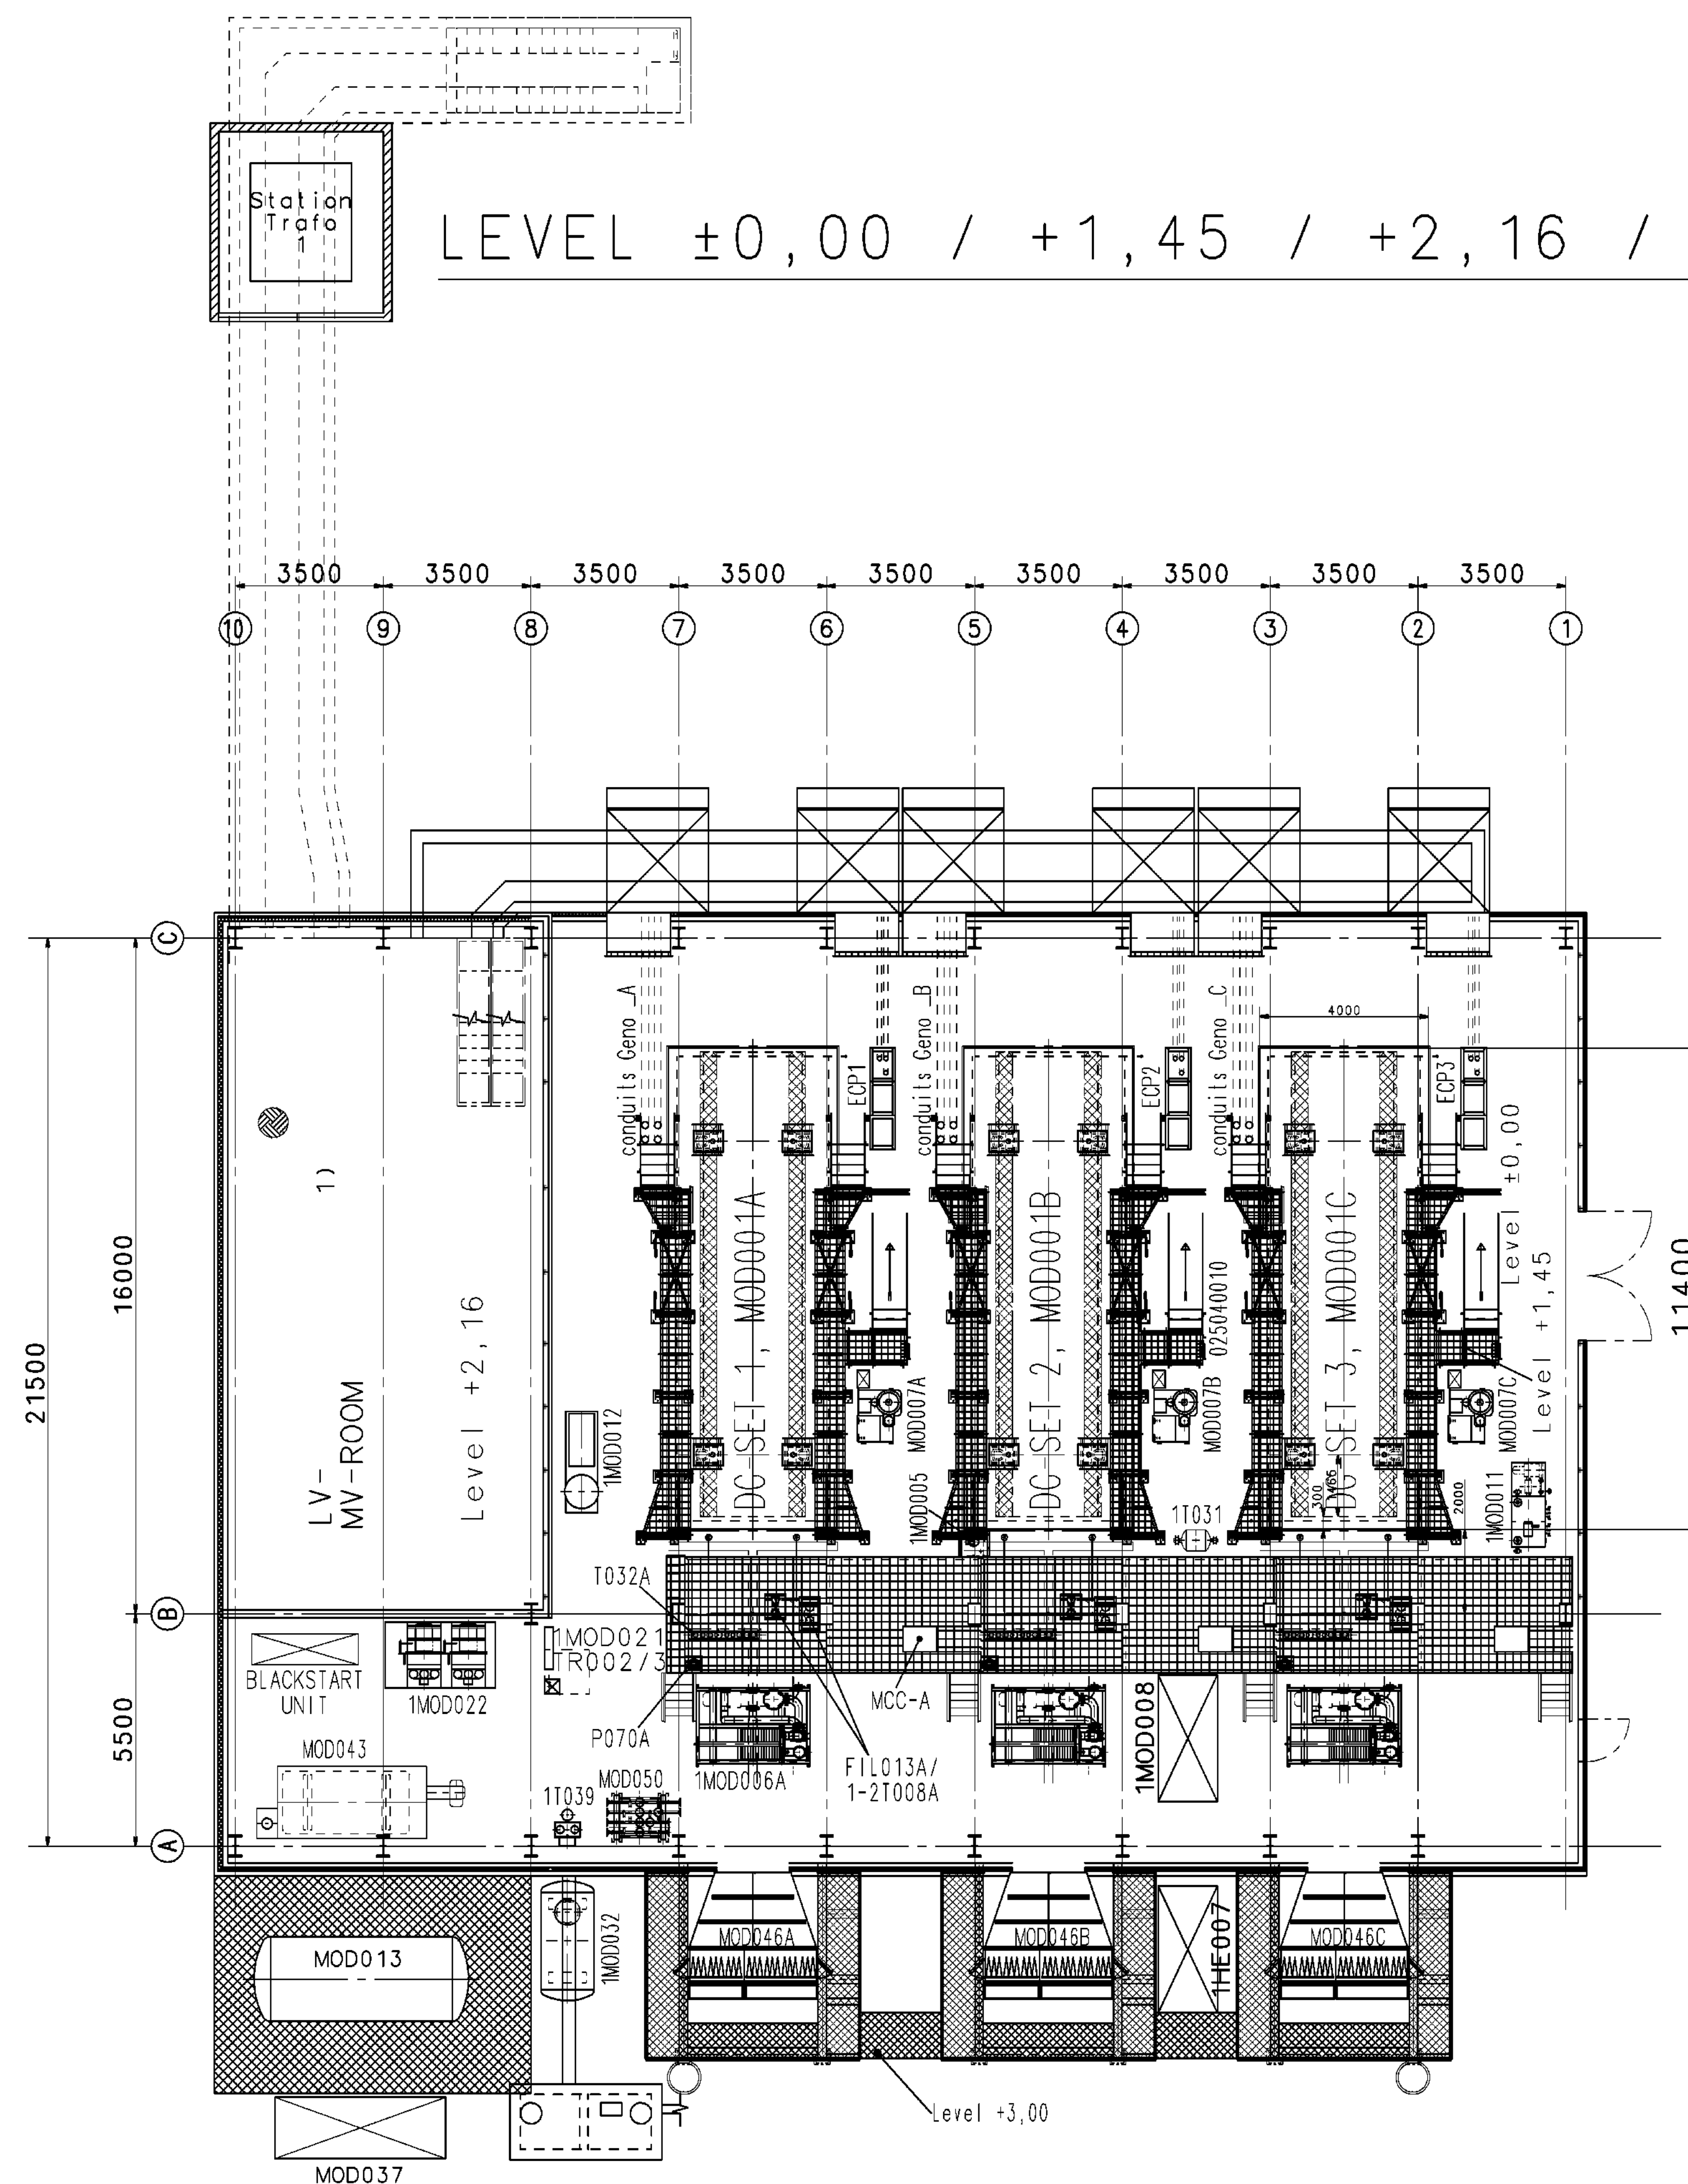 Station
Trafo
1
LEVEL ±0,00 / +1,45 / +2,16 /
3500
3500
3500
3500
3500
3500
3500
3500
3500
10
9
8
7
6
5
4
3
2
1
C
B
A
21500
16000
5500
11400
4000
conduits Geno _A
conduits Geno _B
conduits Geno _C
ECP1
ECP2
ECP3
1)
LV-
MV-ROOM
Level +2,16
DG-SET 1, MOD001A
DG-SET 2, MOD001B
DG-SET 3, MOD001C
Level ±0,00
Level +1,45
025040010
MOD007A
MOD007B
MOD007C
1MOD012
1MOD005
1T031
300
1466
2000
1MOD011
T032A
1MOD021
TR002/3
BLACKSTART
UNIT
1MOD022
P070A
MCC-A
MOD043
1T039
MOD050
1MOD006A
FIL013A/
1-2T008A
1MOD008
MOD013
1MOD032
MOD046A
MOD046B
MOD046C
1HE007
Level +3,00
MOD037